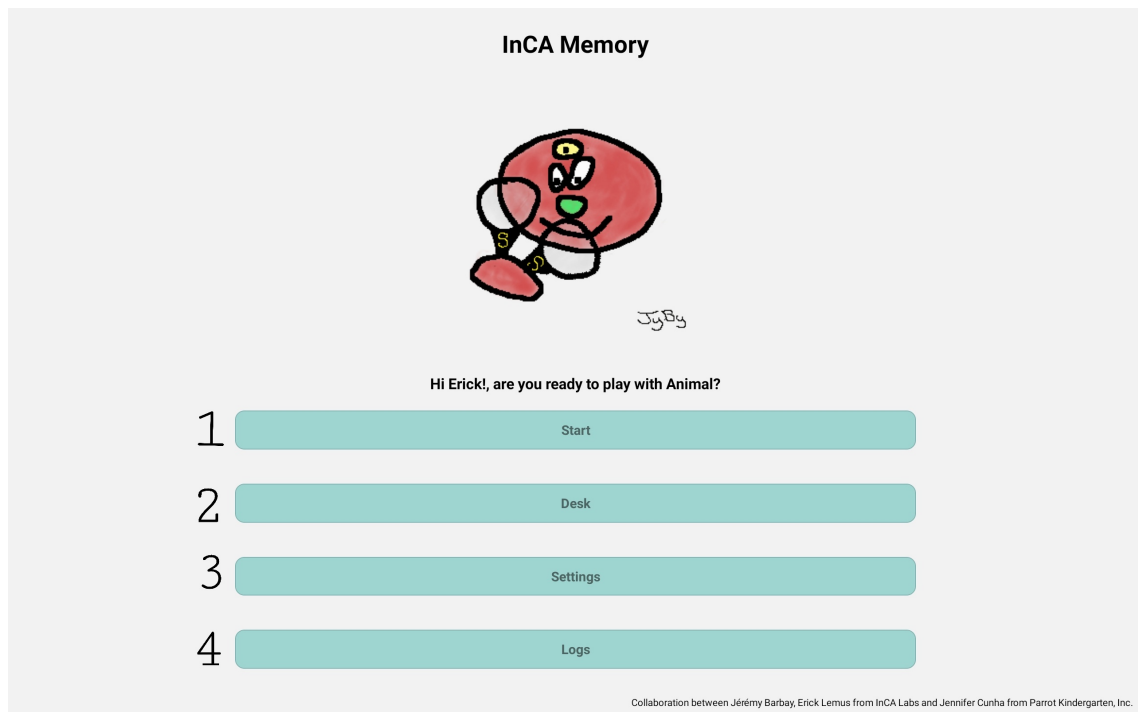 InCA Memory
S
S
JyBy
Hi Erick!, are you ready to play with Animal?
1 Start
2 Desk
3 Settings
4 Logs
Collaboration between Jérémy Barbay, Erick Lemus from InCA Labs and Jennifer Cunha from Parrot Kindergarten, Inc.